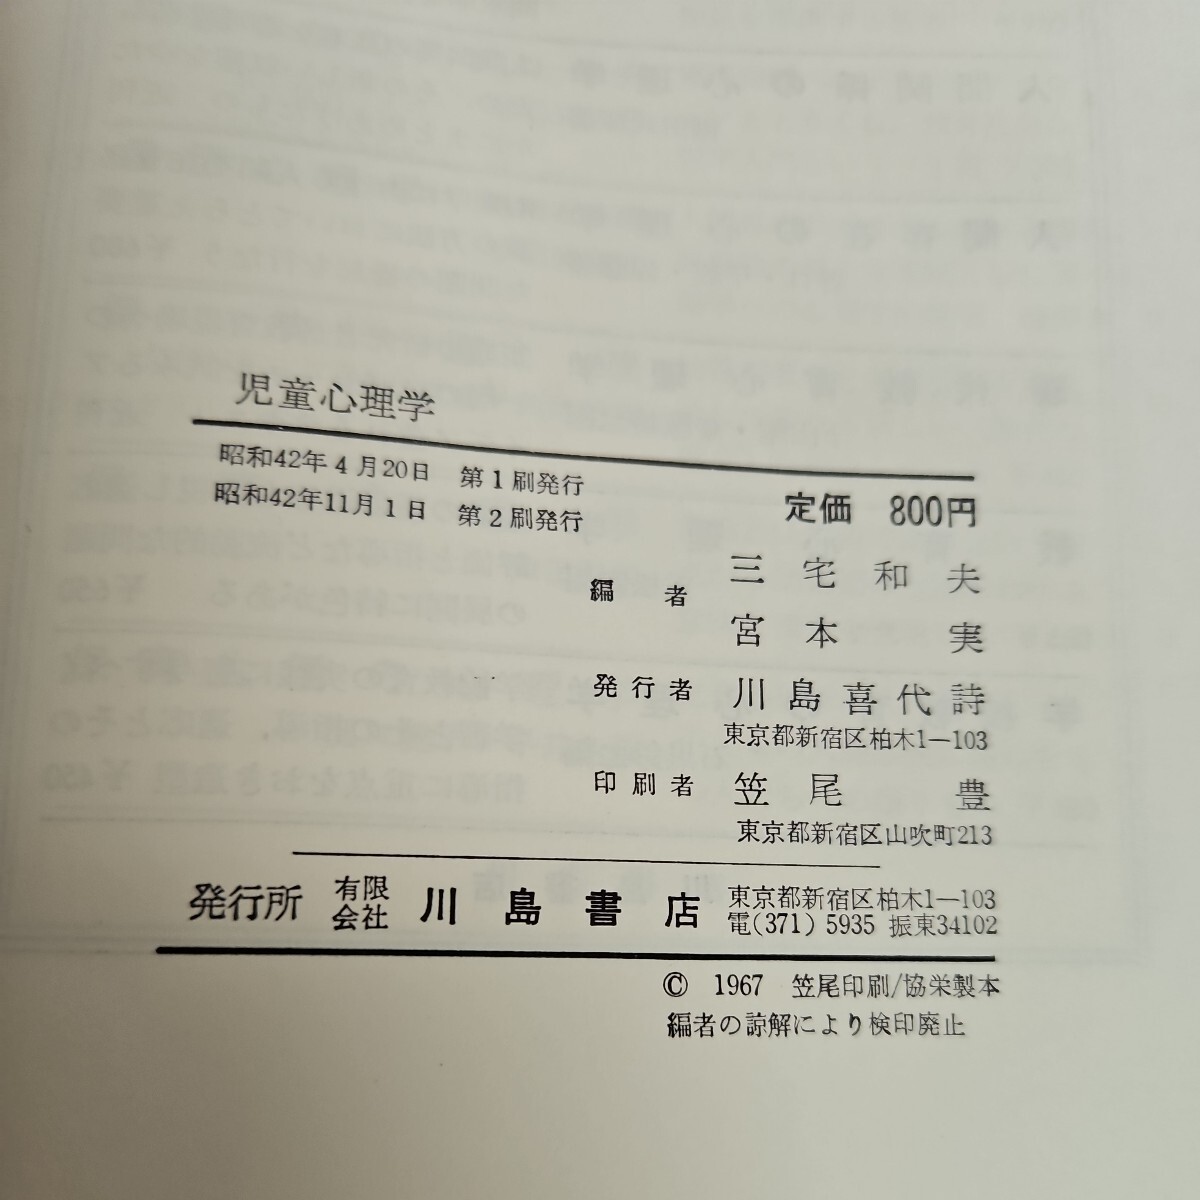 児童心理学
昭和42年4月20日 第1刷発行
昭和42年11月1日 第2刷発行
定価 800円
編者 三宅和夫
宮本実
発行者 川島喜代詩
東京都新宿区柏木1—103
印刷者 笠尾豊
東京都新宿区山吹町213
発行所 有限会社 川島書店 東京都新宿区柏木1—103
電(371)5935 振東34102
© 1967 笠尾印刷/協栄製本
編者の諒解により検印廃止